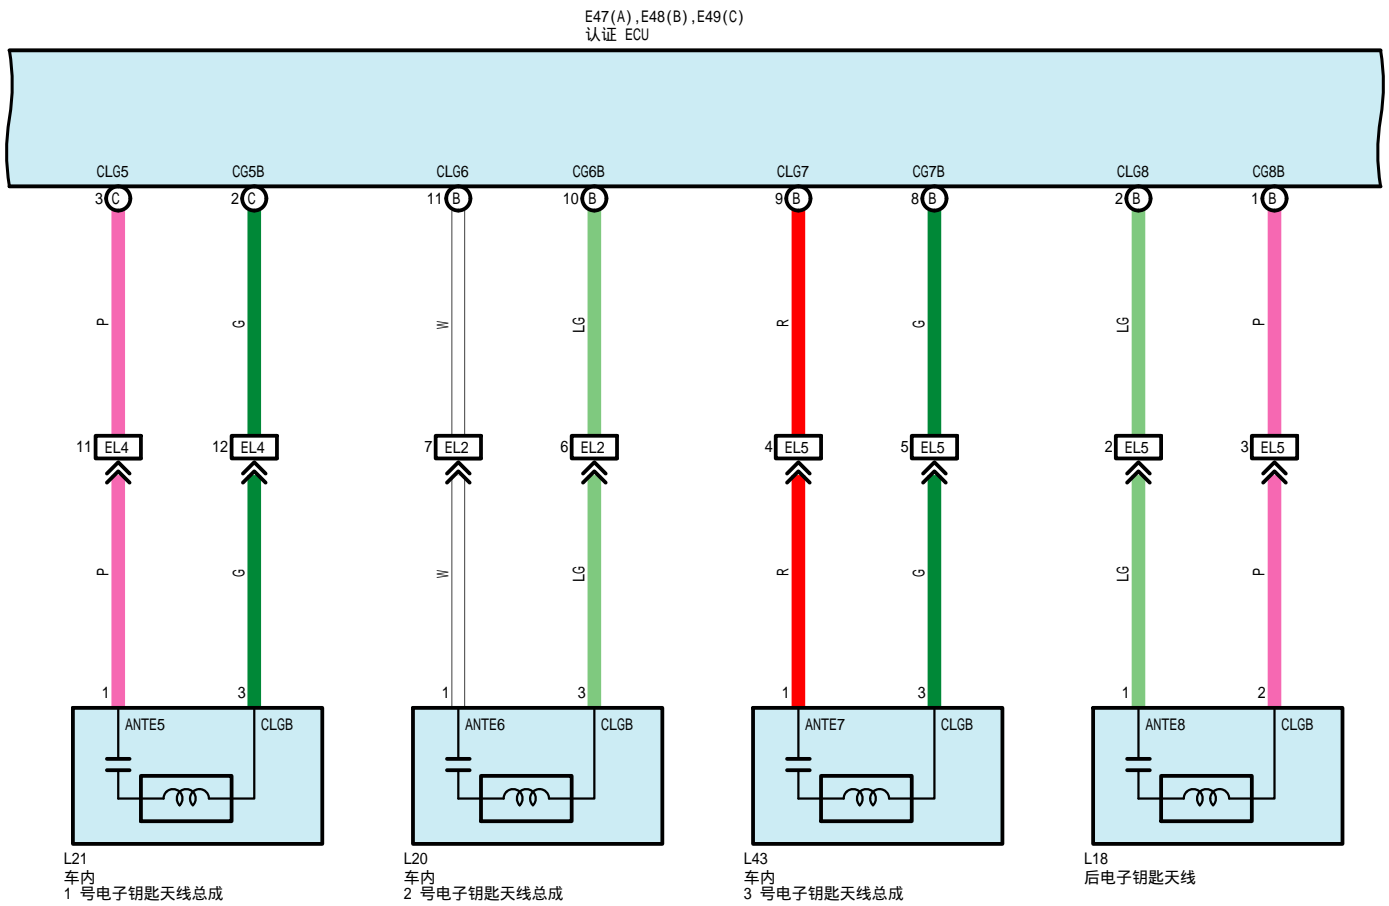 E47(A),E48(B),E49(C)
认证 ECU
CLG5 CG5B CLG6 CG6B CLG7 CG7B CLG8 CG8B
3 C 2 C 11 B 10 B 9 B 8 B 2 B 1 B
P G W LG R G LG P
11 EL4 12 EL4 7 EL2 6 EL2 4 EL5 5 EL5 2 EL5 3 EL5
P G W LG R G LG P
1 3 1 3 1 3 1 2
ANTE5 CLGB ANTE6 CLGB ANTE7 CLGB ANTE8 CLGB
L21
车内
1 号电子钥匙天线总成
L20
车内
2 号电子钥匙天线总成
L43
车内
3 号电子钥匙天线总成
L18
后电子钥匙天线